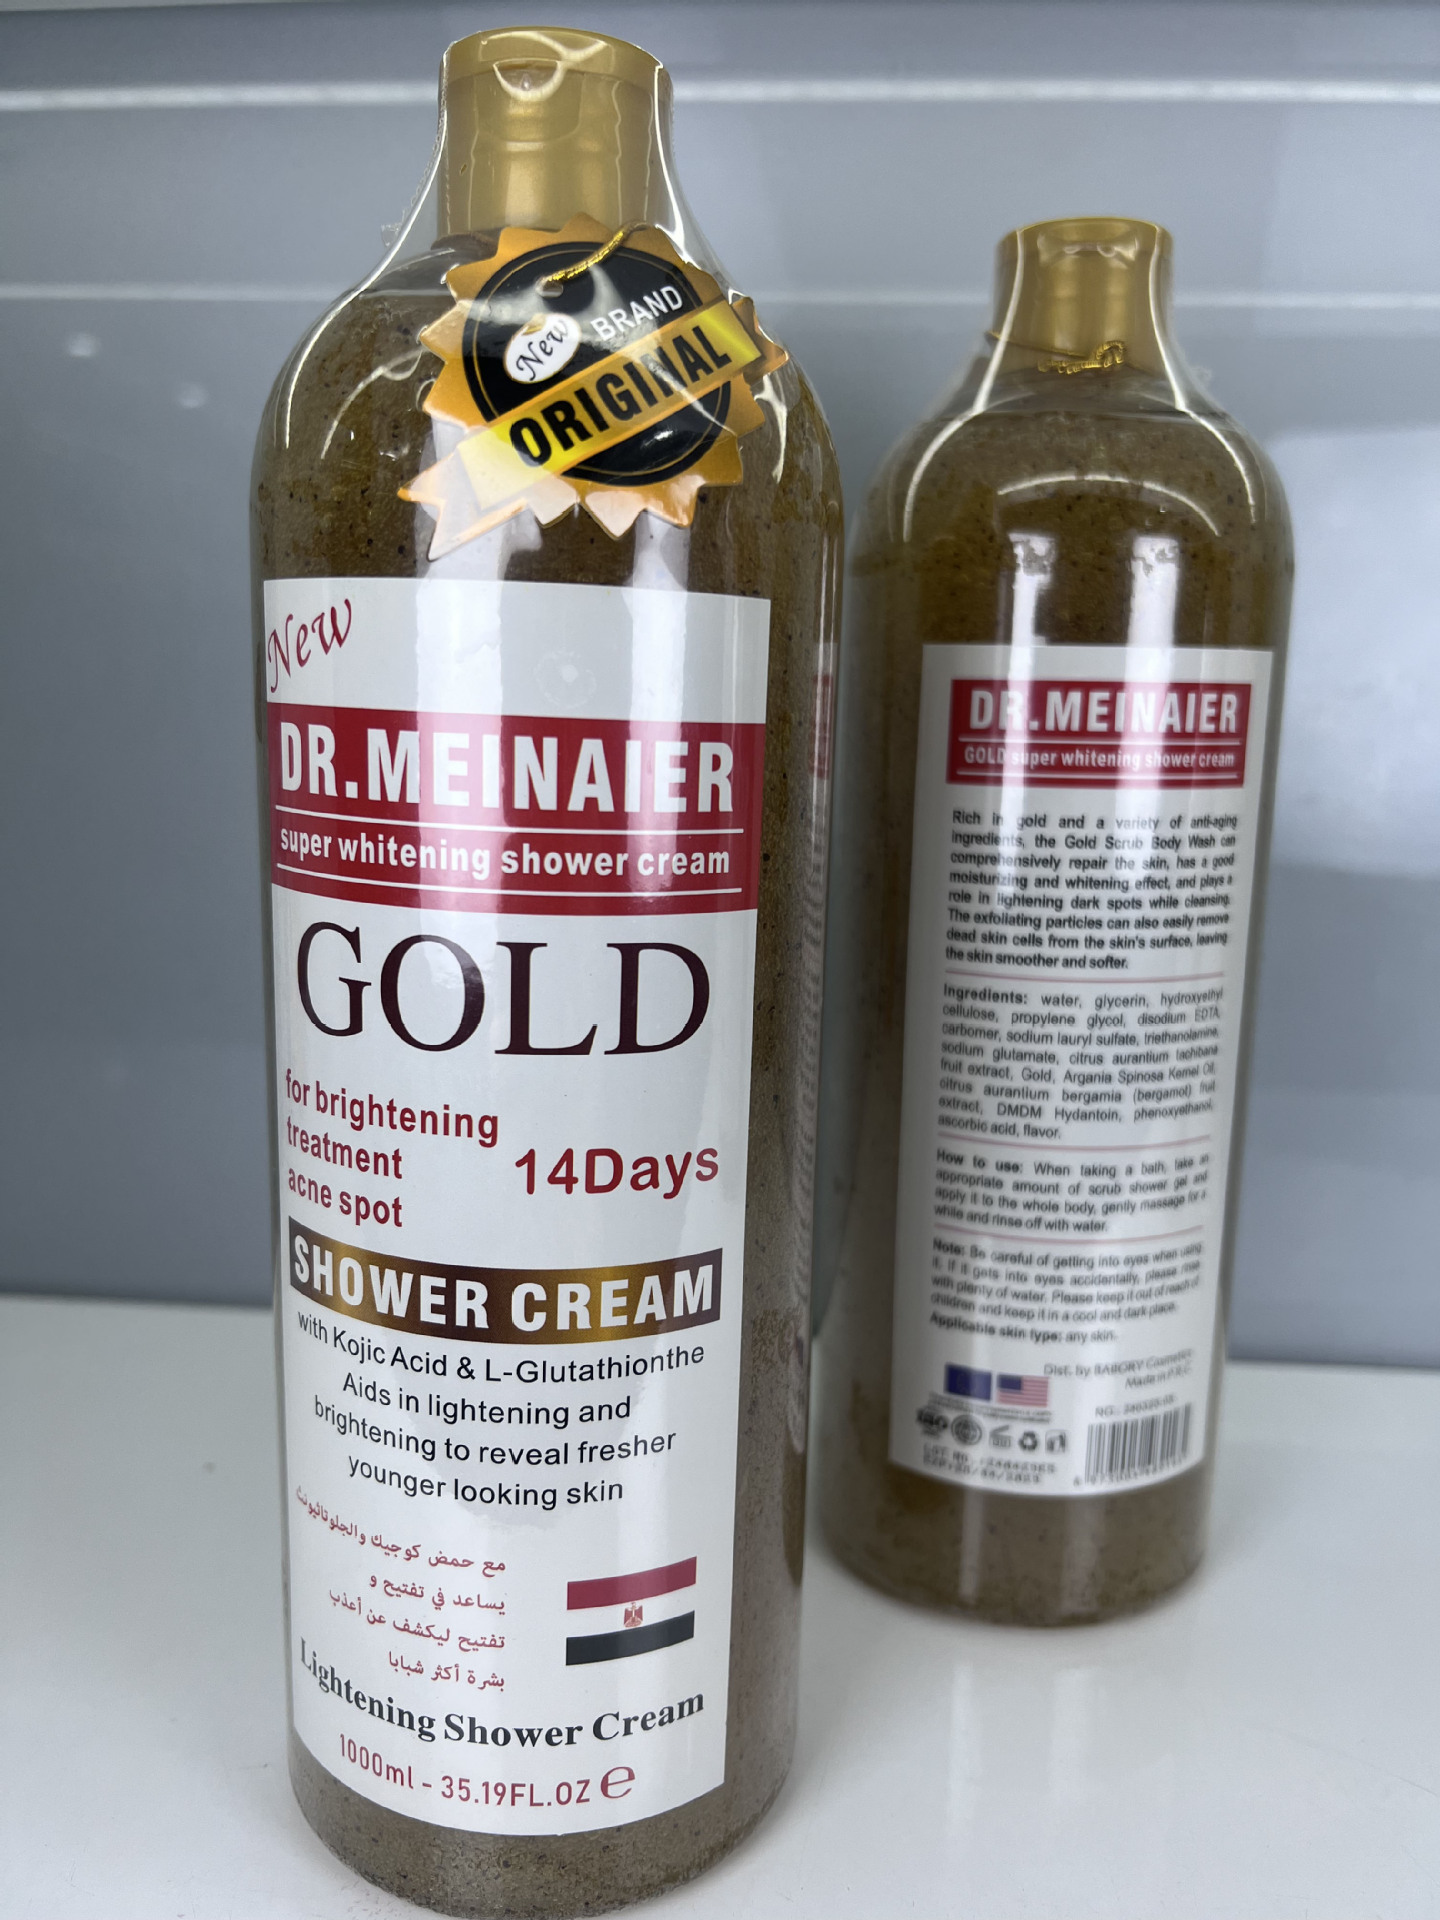 New
BRAND
ORIGINAL
New
DR.MEINAIER
super whitening shower cream
GOLD
for brightening
treatment
acne spot
14Days
SHOWER CREAM
with Kojic Acid & L-Glutathionthe
Aids in lightening and
brightening to reveal fresher
younger looking skin
مع حمض كوجيك والجلوتاثيونث
يساعد في تفتيح و
تفتيح ليكشف عن أعذب
بشرة أكثر شبابا
Lightening Shower Cream
1000ml - 35.19FL.OZ e
DR.MEINAIER
GOLD super whitening shower cream
Rich in gold and a variety of anti-aging
ingredients, the Gold Scrub Body Wash can
comprehensively repair the skin, has a good
moisturizing and whitening effect, and plays a
role in lightening dark spots while cleansing.
The exfoliating particles can also easily remove
dead skin cells from the skin's surface, leaving
the skin smoother and softer.
Ingredients: water, glycerin, hydroxyethyl
cellulose, propylene glycol, disodium EDTA,
carbomer, sodium lauryl sulfate, triethanolamine,
sodium glutamate, citrus aurantium tachibana
fruit extract, Gold, Argania Spinosa Kernel Oil,
citrus aurantium bergamia (bergamot) fruit
extract, DMDM Hydantoin, phenoxyethanol,
ascorbic acid, flavor.
How to use: When taking a bath, take an
appropriate amount of scrub shower gel and
apply it to the whole body, gently massage for a
while and rinse off with water.
Note: Be careful of getting into eyes when using
it. If it gets into eyes accidentally, please rinse
with plenty of water. Please keep it out of reach of
children and keep it in a cool and dark place.
Applicable skin type: any skin.
Dist. by Cosmetics
Made in P.R.C.
ISO
LOT NO.: